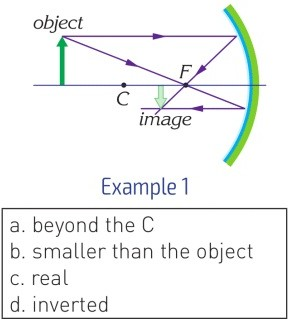 object
F
C
image
Example 1
a. beyond the C
b. smaller than the object
c. real
d. inverted